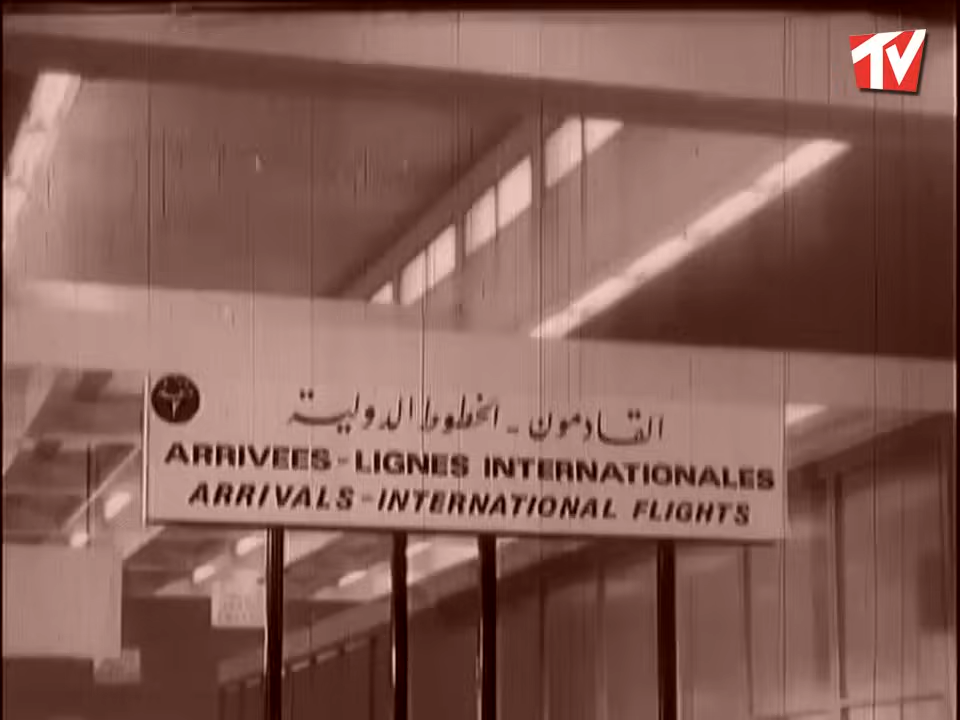 TV
القادمون - الخطوط الدولية
ARRIVEES - LIGNES INTERNATIONALES
ARRIVALS - INTERNATIONAL FLIGHTS